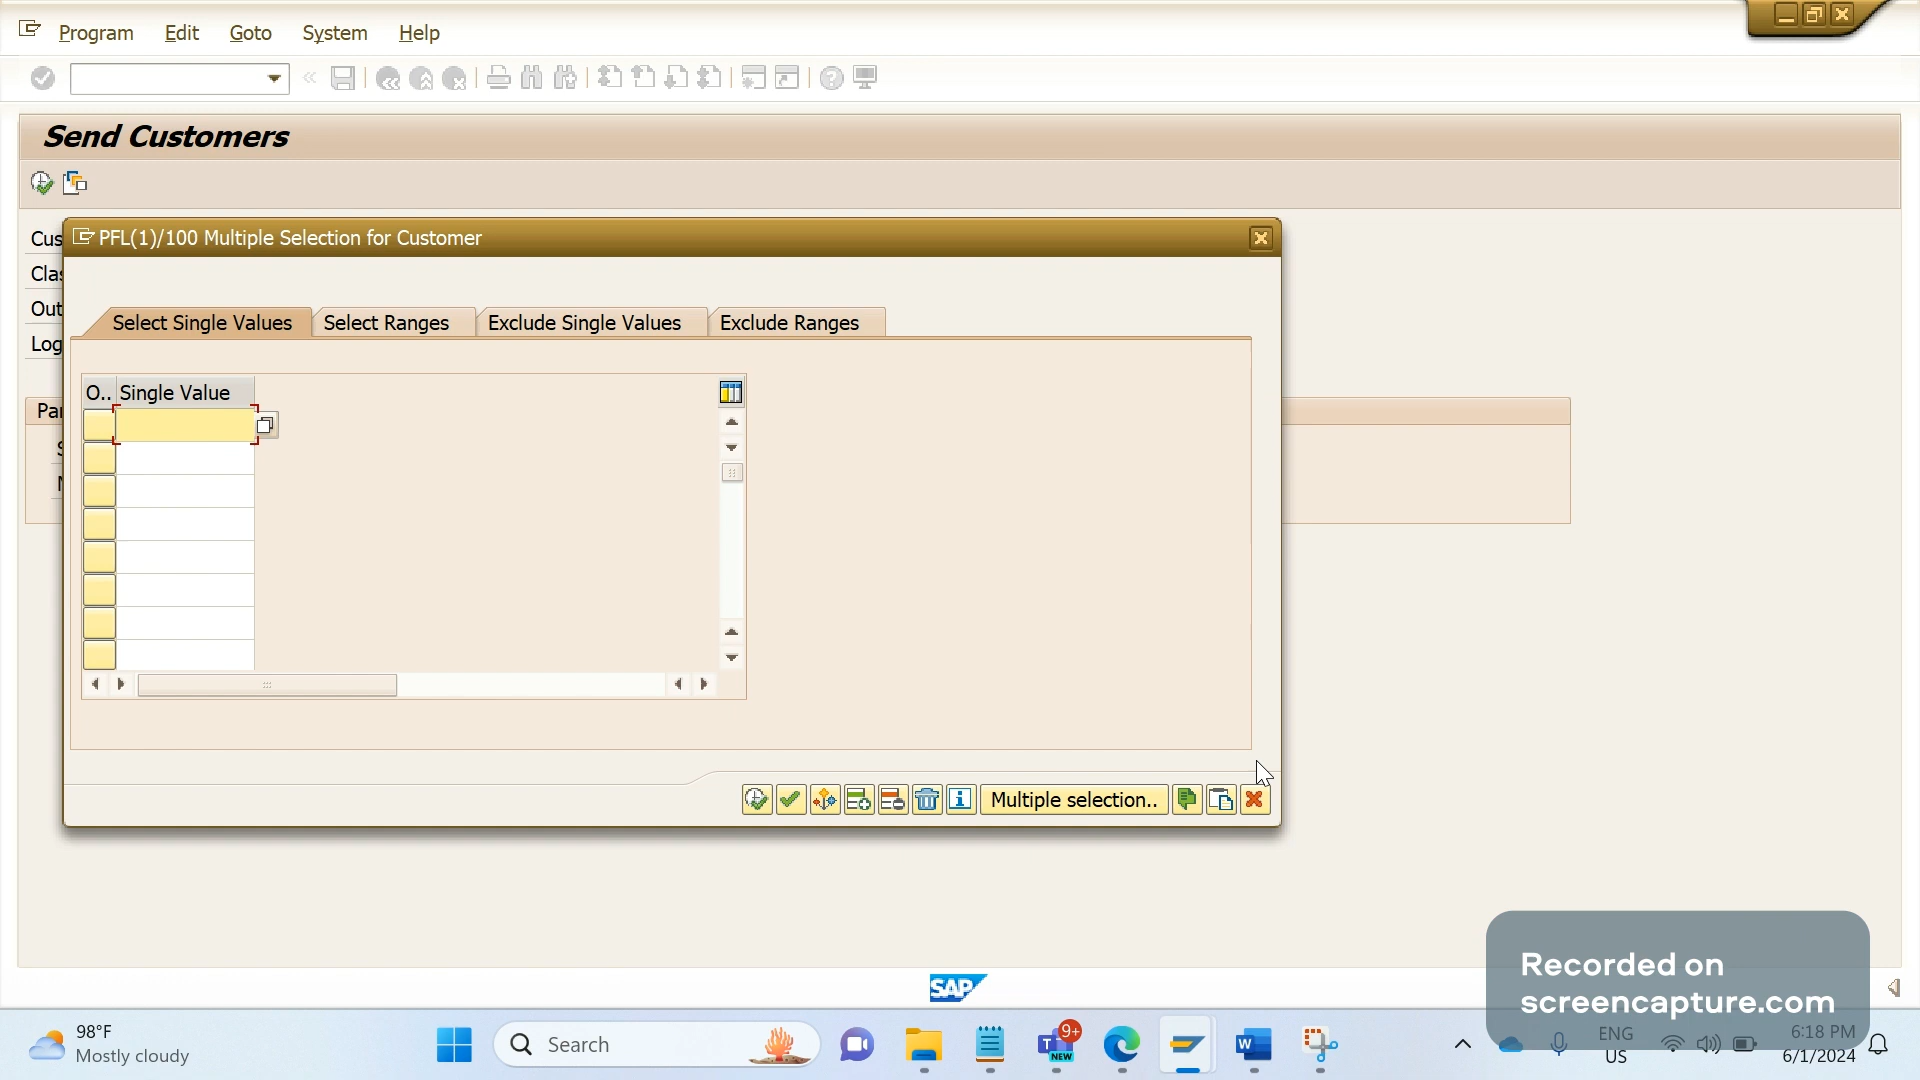 Program Edit Goto System Help
Send Customers
Cus
Clas
Out
Log
Par
PFL(1)/100 Multiple Selection for Customer
Select Single Values Select Ranges Exclude Single Values Exclude Ranges
O.. Single Value
Multiple selection..
SAP
Recorded on
screencapture.com
98°F
Mostly cloudy
Search
9+
NEW
ENG
US
6:18 PM
6/1/2024